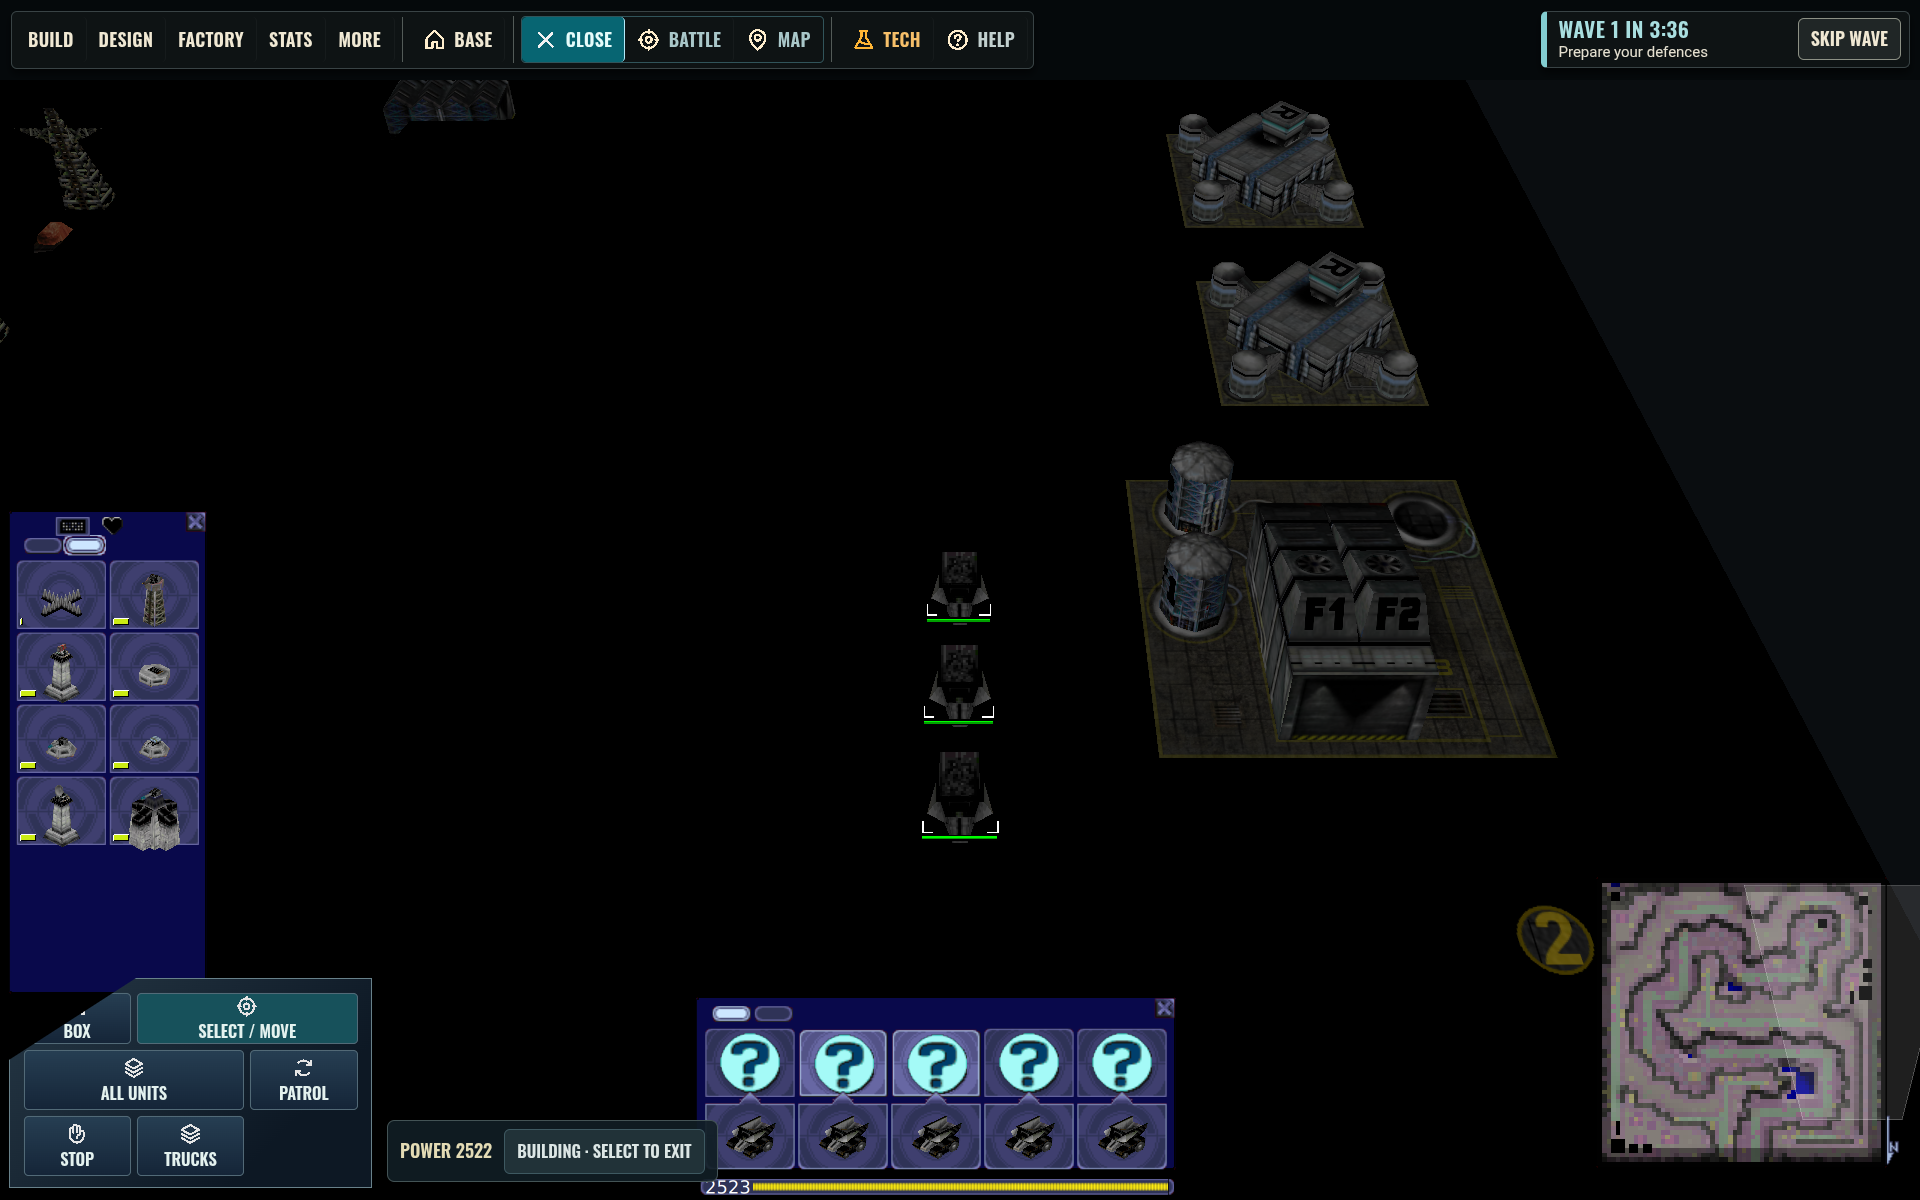 BUILD DESIGN FACTORY STATS MORE BASE CLOSE BATTLE MAP TECH HELP
WAVE 1 IN 3:36
Prepare your defences
SKIP WAVE
R
R
F1 F2
2
BOX
SELECT / MOVE
ALL UNITS
PATROL
STOP
TRUCKS
POWER 2522
BUILDING · SELECT TO EXIT
? ? ? ? ?
2523
N